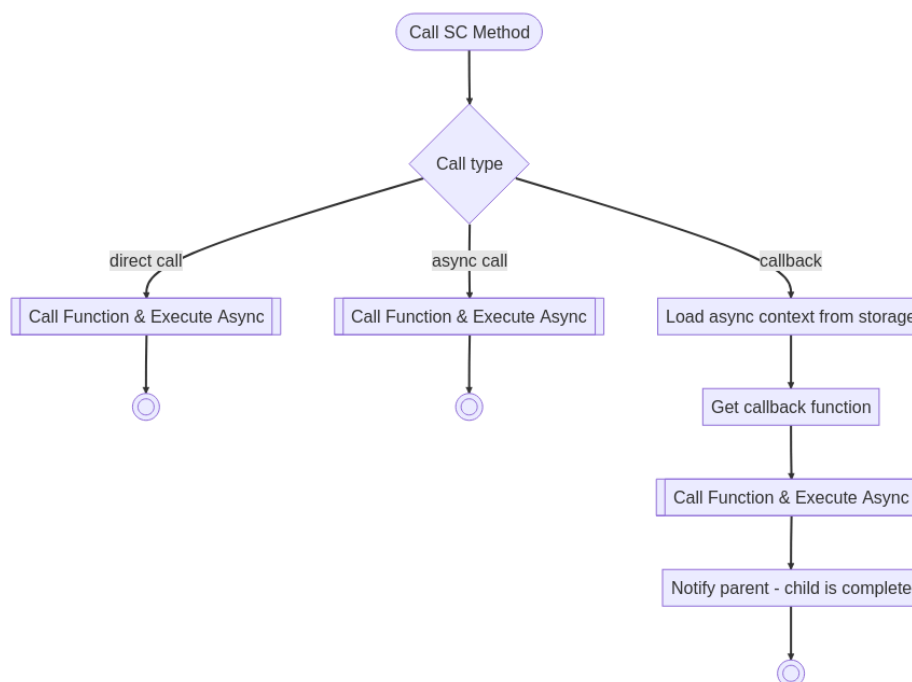 Call SC Method
Call type
direct call
async call
callback
Call Function & Execute Async
Call Function & Execute Async
Load async context from storage
Get callback function
Call Function & Execute Async
Notify parent - child is complete